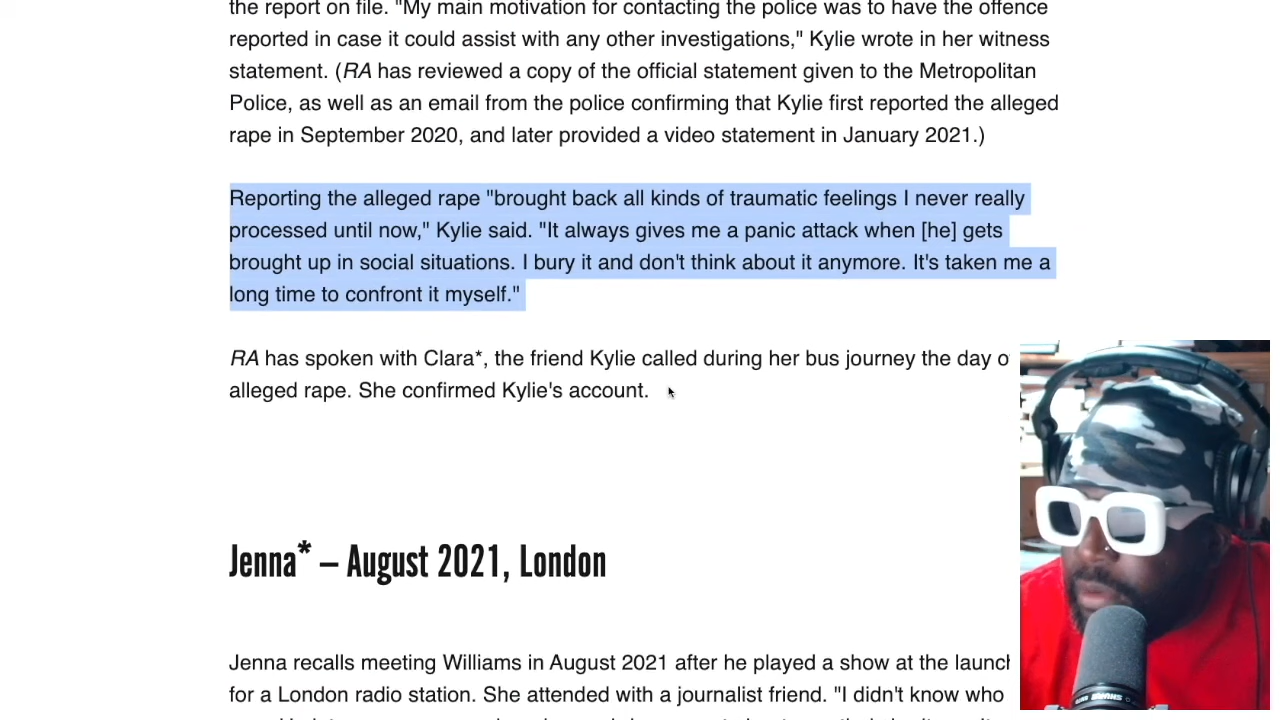 the report on file. "My main motivation for contacting the police was to have the offence
reported in case it could assist with any other investigations," Kylie wrote in her witness
statement. (RA has reviewed a copy of the official statement given to the Metropolitan
Police, as well as an email from the police confirming that Kylie first reported the alleged
rape in September 2020, and later provided a video statement in January 2021.)
Reporting the alleged rape "brought back all kinds of traumatic feelings I never really
processed until now," Kylie said. "It always gives me a panic attack when [he] gets
brought up in social situations. I bury it and don't think about it anymore. It's taken me a
long time to confront it myself."
RA has spoken with Clara*, the friend Kylie called during her bus journey the day
alleged rape. She confirmed Kylie's account.
Jenna* – August 2021, London
Jenna recalls meeting Williams in August 2021 after he played a show at the launch
for a London radio station. She attended with a journalist friend. "I didn't know who
SHURE